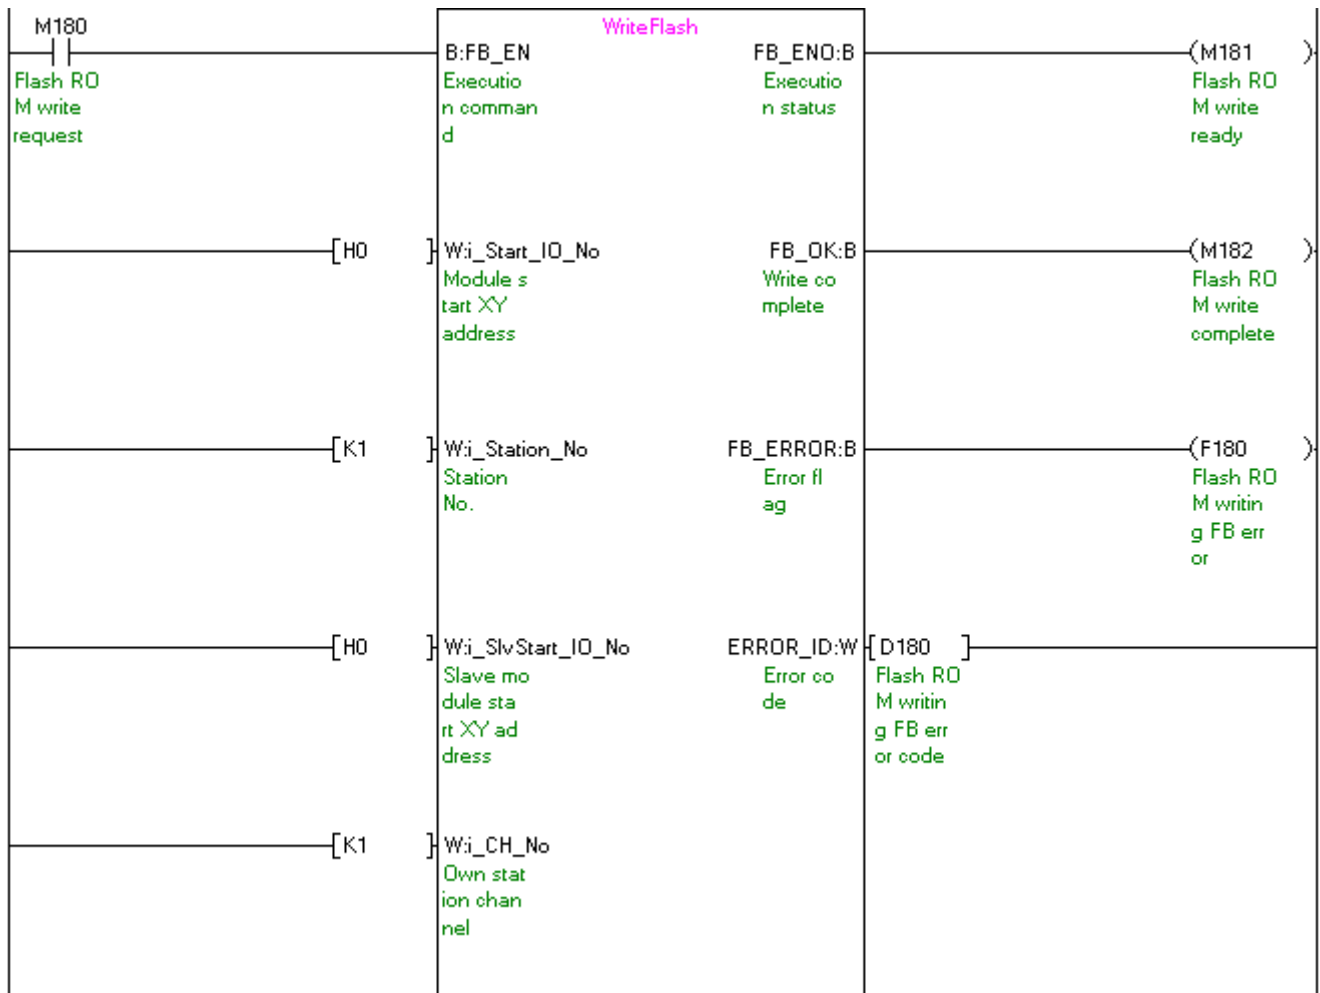 M180
WriteFlash
B:FB_EN FB_ENO:B (M181 )
Flash RO Executio Executio Flash RO
M write n comman n status M write
request d ready
[H0 ] W:i_Start_IO_No FB_OK:B (M182 )
Module s Write co Flash RO
tart XY mplete M write
address complete
[K1 ] W:i_Station_No FB_ERROR:B (F180 )
Station Error fl Flash RO
No. ag M writin
g FB err
or
[H0 ] W:i_SlvStart_IO_No ERROR_ID:W [D180 ]
Slave mo Error co Flash RO
dule sta de M writin
rt XY ad g FB err
dress or code
[K1 ] W:i_CH_No
Own stat
ion chan
nel